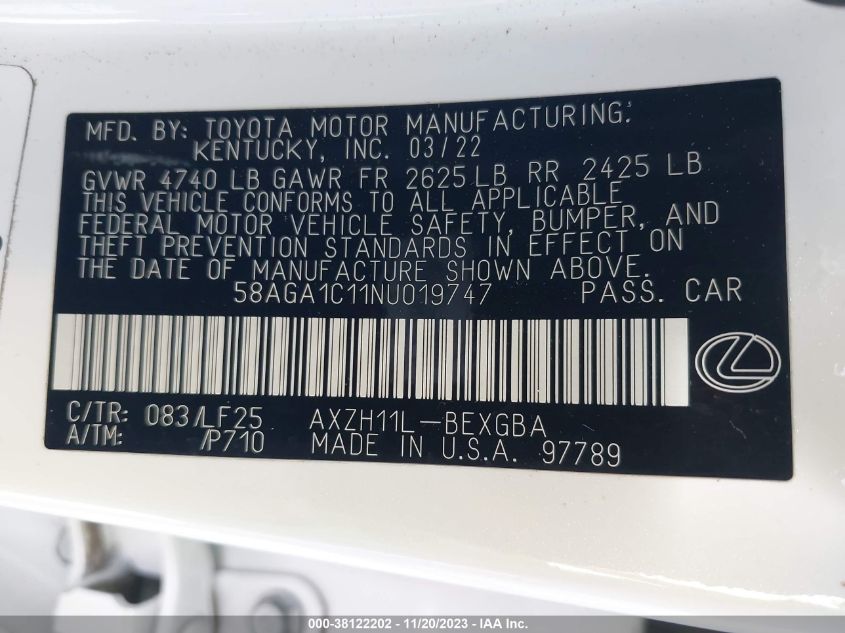 MFD. BY: TOYOTA MOTOR MANUFACTURING.
KENTUCKY, INC. 03/22
GVWR 4740 LB GAWR FR 2625 LB RR 2425 LB
THIS VEHICLE CONFORMS TO ALL APPLICABLE
FEDERAL MOTOR VEHICLE SAFETY, BUMPER, AND
THEFT PREVENTION STANDARDS IN EFFECT ON
THE DATE OF MANUFACTURE SHOWN ABOVE.
58AGA1C11NU019747 PASS. CAR
C/TR: 083/LF25 AXZH11L-BEXGBA
A/TM: /P710 MADE IN U.S.A. 97789
000-38122202 - 11/20/2023 - IAA Inc.